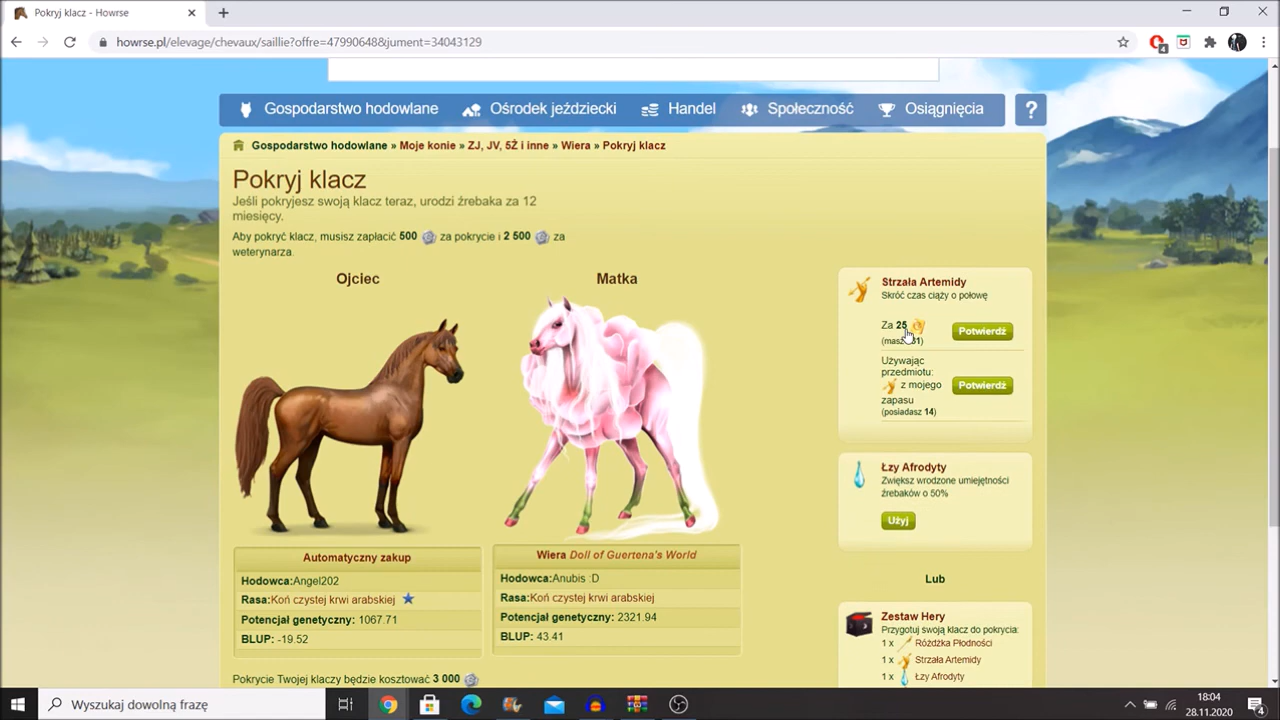 Pokryj klacz - Howrse
howrse.pl/elevage/chevaux/saillie?offre=47990648&jument=34043129
4
Gospodarstwo hodowlane Ośrodek jeździecki Handel Społeczność Osiągnięcia ?
Gospodarstwo hodowlane » Moje konie » ZJ, JV, 5Ż i inne » Wiera » Pokryj klacz
Pokryj klacz
Jeśli pokryjesz swoją klacz teraz, urodzi źrebaka za 12
miesięcy.
Aby pokryć klacz, musisz zapłacić 500 za pokrycie i 2 500 za
weterynarza.
Ojciec
Matka
Automatyczny zakup
Hodowca:Angel202
Rasa:Koń czystej krwi arabskiej
Potencjał genetyczny: 1067.71
BLUP: -19.52
Wiera Doll of Guertena's World
Hodowca:Anubis :D
Rasa:Koń czystej krwi arabskiej
Potencjał genetyczny: 2321.94
BLUP: 43.41
Pokrycie Twojej klaczy będzie kosztować 3 000
Strzała Artemidy
Skróć czas ciąży o połowę
Za 25
Potwierdź
Używając
przedmiotu:
z mojego
zapasu
(posiadasz 14)
Potwierdź
Łzy Afrodyty
Zwiększ wrodzone umiejętności
źrebaków o 50%
Użyj
Lub
Zestaw Hery
Przygotuj swoją klacz do pokrycia:
1 x Różdżka Płodności
1 x Strzała Artemidy
1 x Łzy Afrodyty
Wyszukaj dowolną frazę
18:04
28.11.2020
4